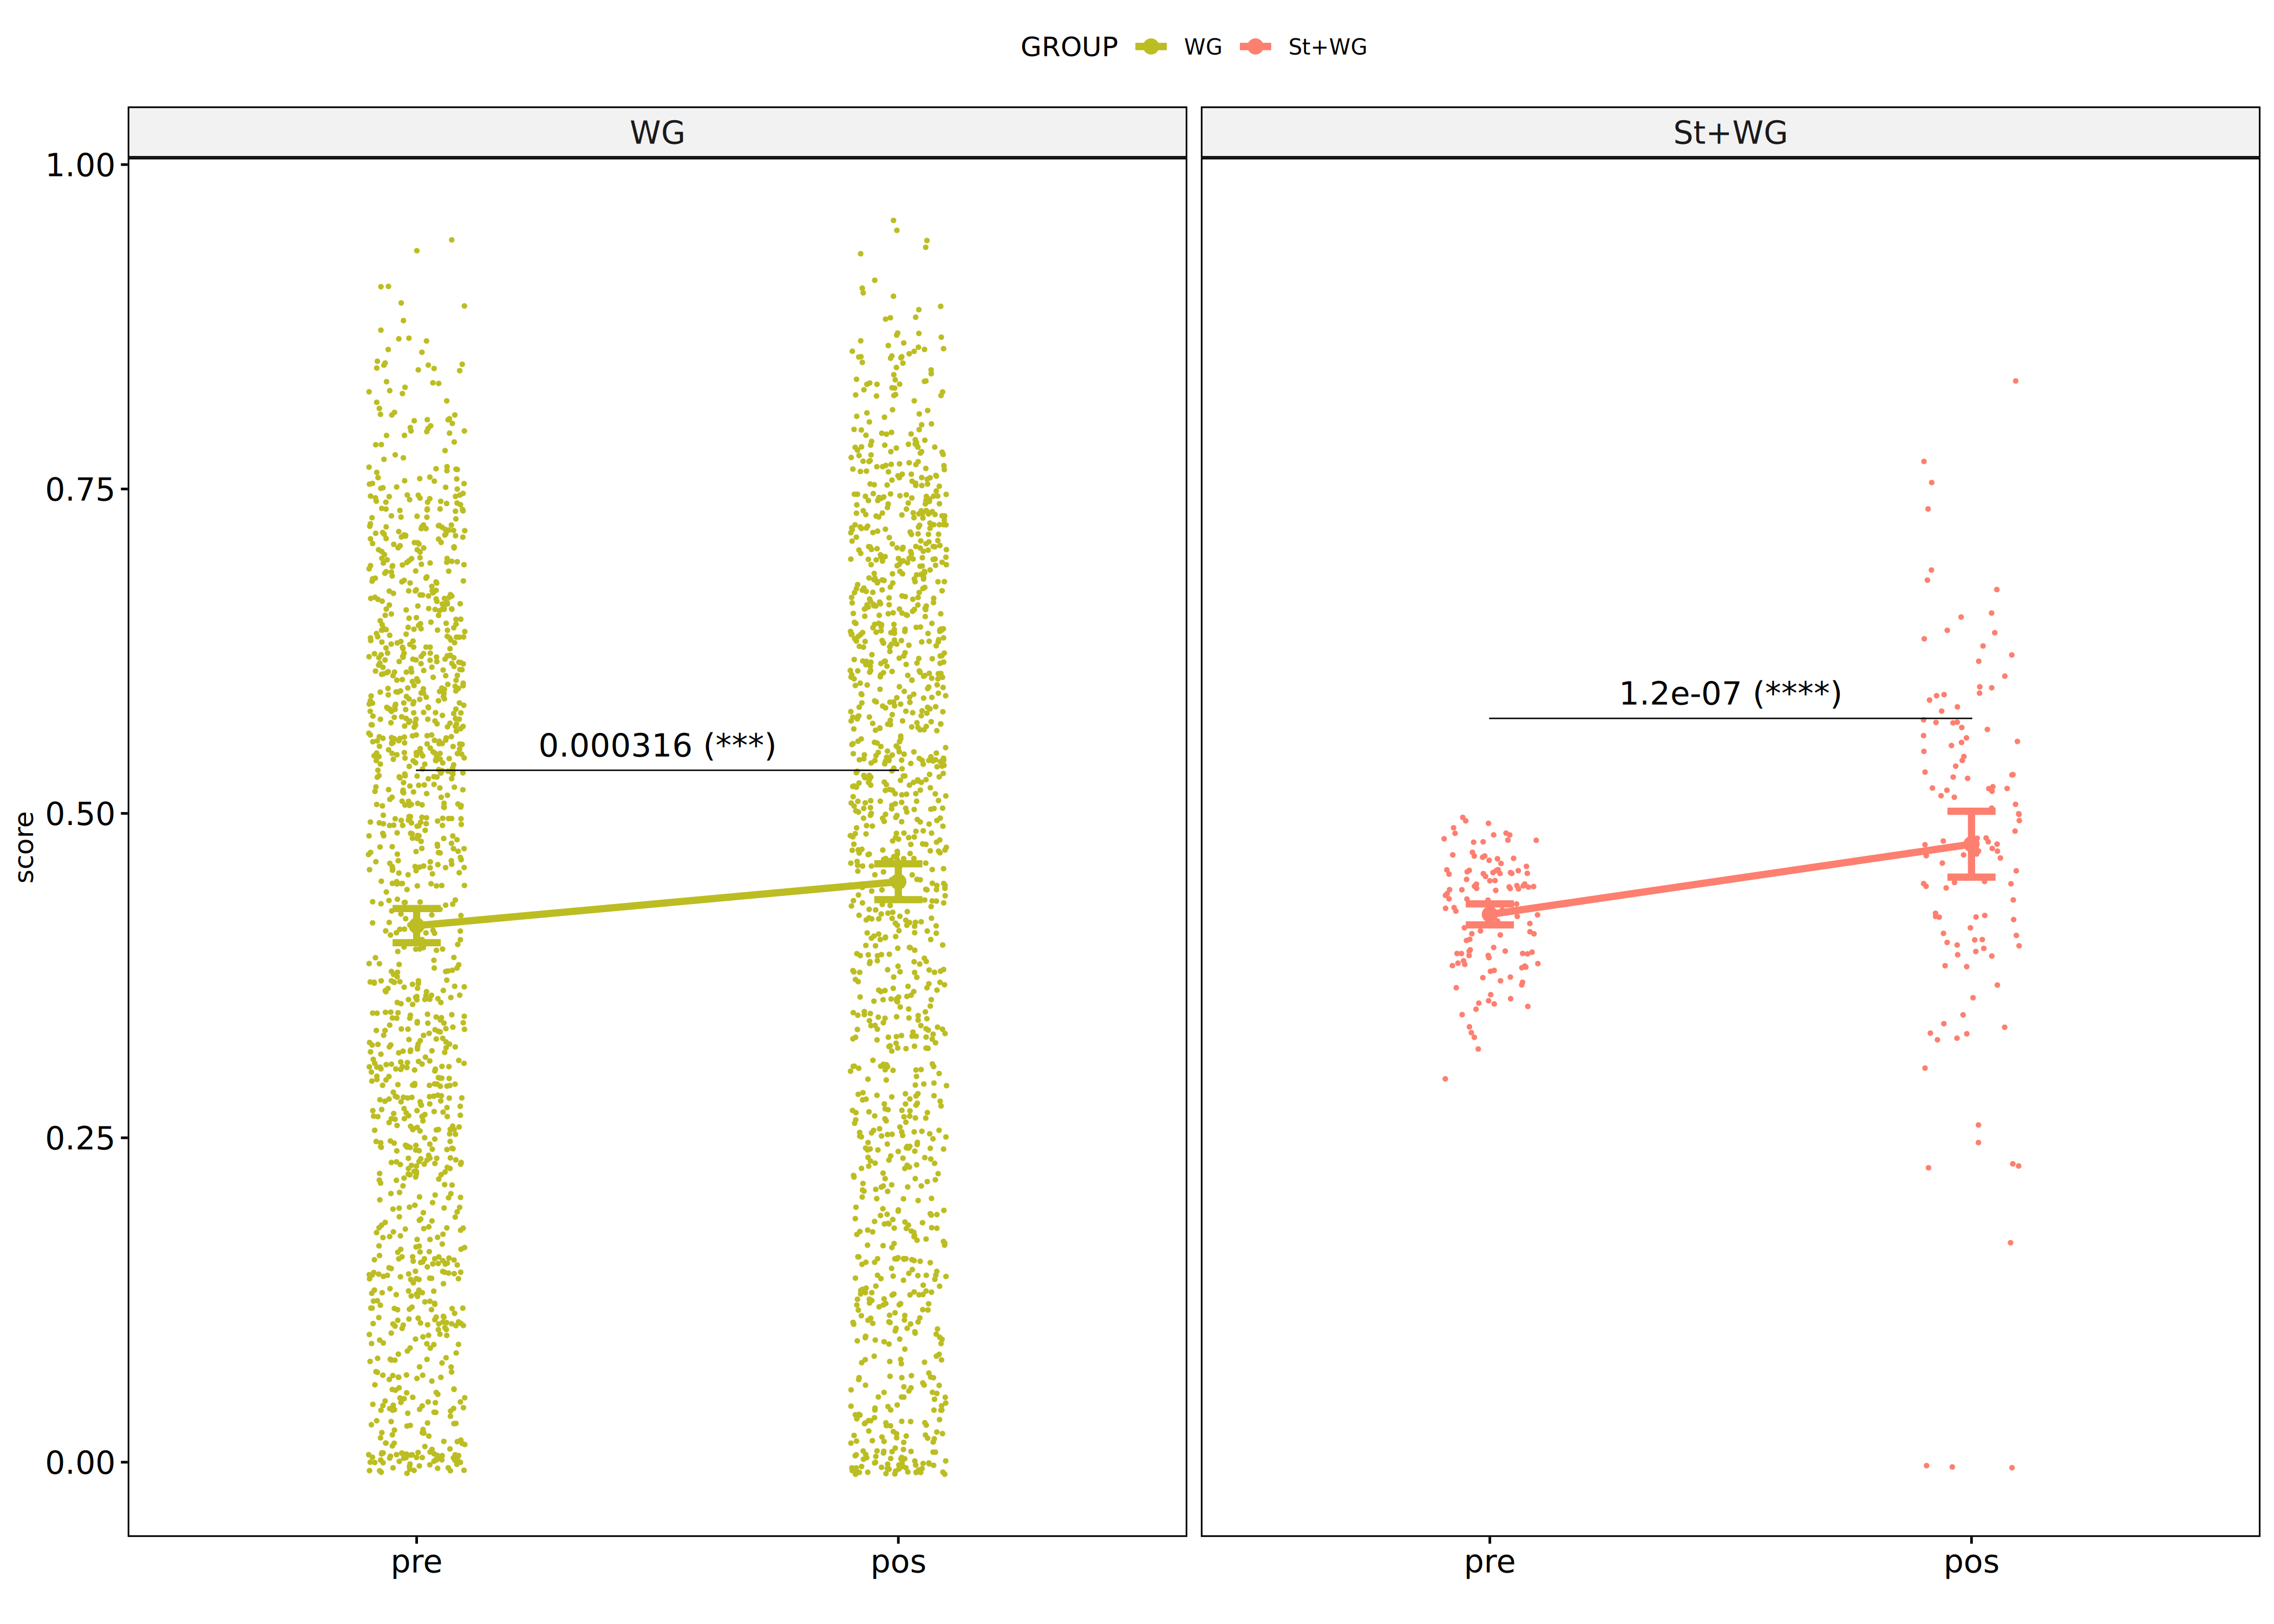 GROUP WG St+WG
WG St+WG
1.00
0.75
0.50
0.25
0.00
score
0.000316 (***)
1.2e-07 (****)
pre pos pre pos